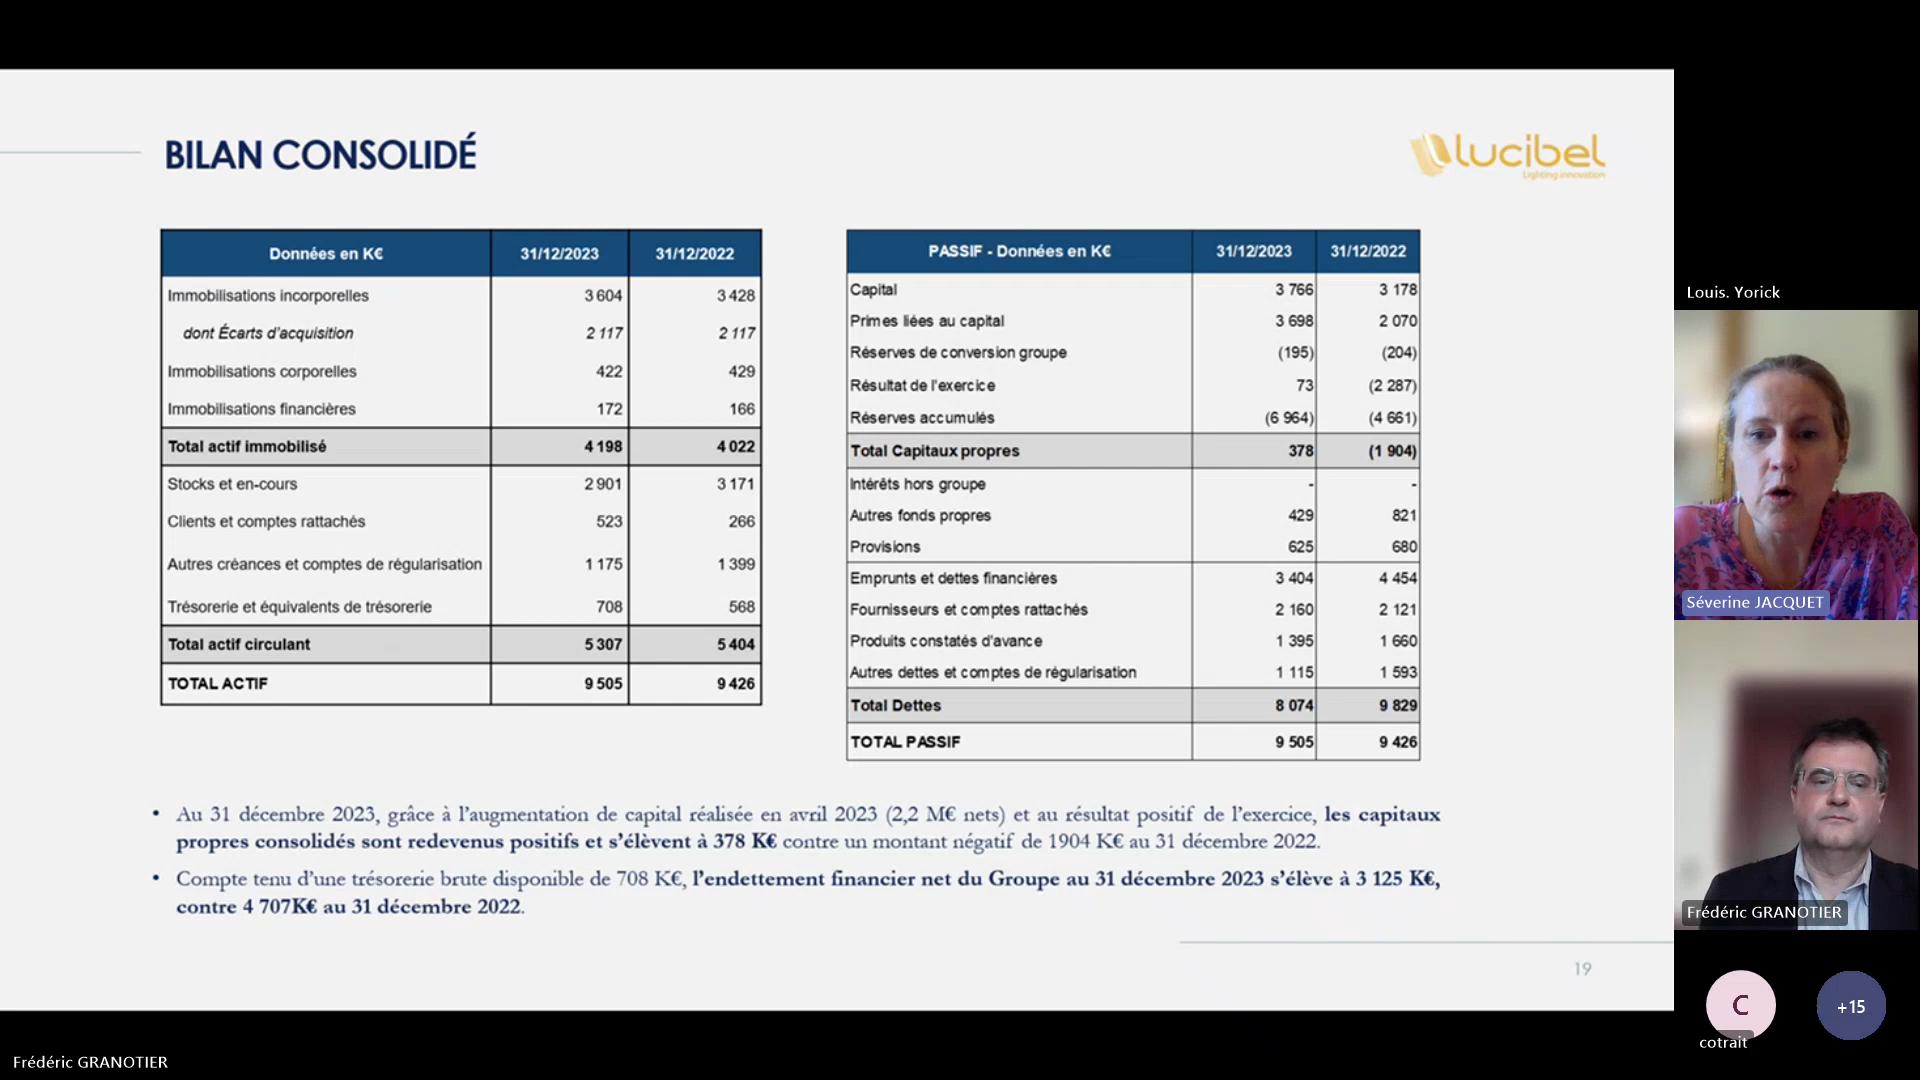 BILAN CONSOLIDÉ
lucibel
Lighting innovation
Données en K€ 31/12/2023 31/12/2022
Immobilisations incorporelles 3 604 3 428
dont Écarts d'acquisition 2 117 2 117
Immobilisations corporelles 422 429
Immobilisations financières 172 166
Total actif immobilisé 4 198 4 022
Stocks et en-cours 2 901 3 171
Clients et comptes rattachés 523 266
Autres créances et comptes de régularisation 1 175 1 399
Trésorerie et équivalents de trésorerie 708 568
Total actif circulant 5 307 5 404
TOTAL ACTIF 9 505 9 426
PASSIF - Données en K€ 31/12/2023 31/12/2022
Capital 3 766 3 178
Primes liées au capital 3 698 2 070
Réserves de conversion groupe (195) (204)
Résultat de l'exercice 73 (2 287)
Réserves accumulés (6 964) (4 661)
Total Capitaux propres 378 (1 904)
Intérêts hors groupe - -
Autres fonds propres 429 821
Provisions 625 680
Emprunts et dettes financières 3 404 4 454
Fournisseurs et comptes rattachés 2 160 2 121
Produits constatés d'avance 1 395 1 660
Autres dettes et comptes de régularisation 1 115 1 593
Total Dettes 8 074 9 829
TOTAL PASSIF 9 505 9 426
• Au 31 décembre 2023, grâce à l'augmentation de capital réalisée en avril 2023 (2,2 M€ nets) et au résultat positif de l'exercice, les capitaux
propres consolidés sont redevenus positifs et s'élèvent à 378 K€ contre un montant négatif de 1904 K€ au 31 décembre 2022.
• Compte tenu d'une trésorerie brute disponible de 708 K€, l'endettement financier net du Groupe au 31 décembre 2023 s'élève à 3 125 K€,
contre 4 707K€ au 31 décembre 2022.
19
Louis. Yorick
Séverine JACQUET
Frédéric GRANOTIER
C
cotrait
+15
Frédéric GRANOTIER